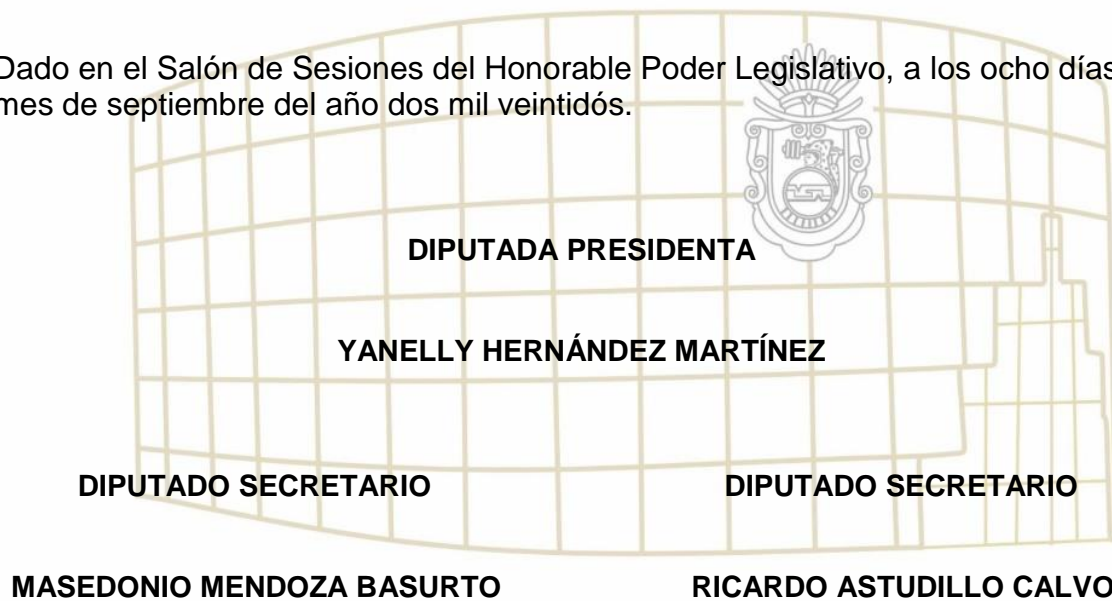 Dado en el Salón de Sesiones del Honorable Poder Legislativo, a los ocho días
mes de septiembre del año dos mil veintidós.
DIPUTADA PRESIDENTA
YANELLY HERNÁNDEZ MARTÍNEZ
DIPUTADO SECRETARIO DIPUTADO SECRETARIO
MASEDONIO MENDOZA BASURTO RICARDO ASTUDILLO CALVO